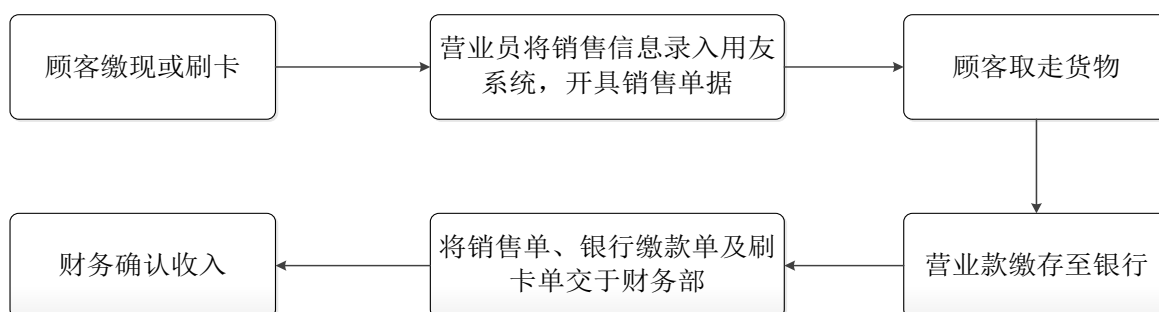 顾客缴现或刷卡
营业员将销售信息录入用友
系统，开具销售单据
顾客取走货物
营业款缴存至银行
将销售单、银行缴款单及刷
卡单交于财务部
财务确认收入